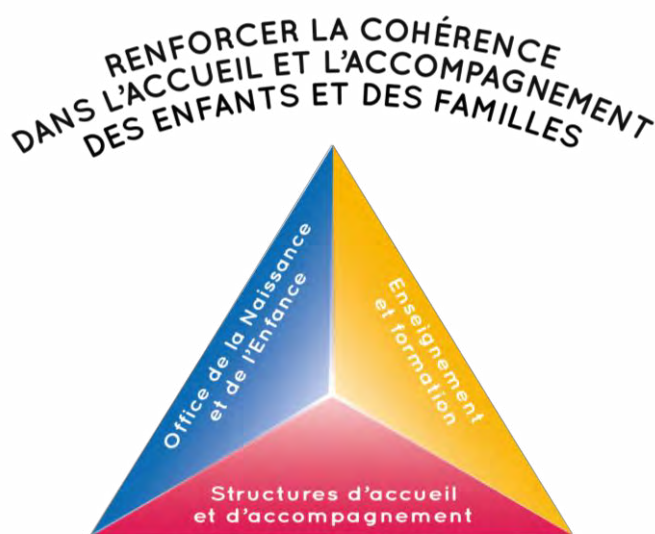 RENFORCER LA COHÉRENCE
DANS L'ACCUEIL ET L'ACCOMPAGNEMENT
DES ENFANTS ET DES FAMILLES
Office de la Naissance
et de l'Enfance
Enseignement
et formation
Structures d'accueil
et d'accompagnement